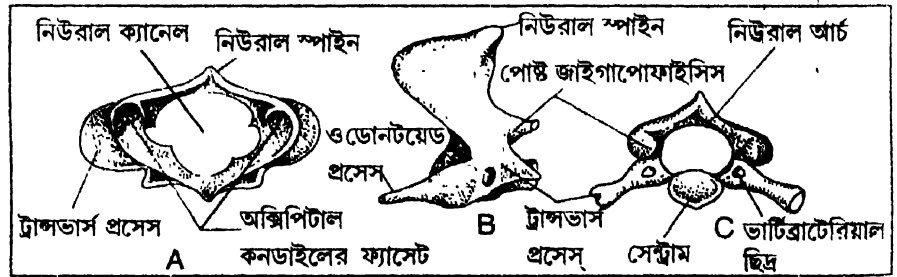 নিউরাল ক্যানেল
নিউরাল স্পাইন
ট্রান্সভার্স প্রসেস
A
অক্সিপিটাল
কনডাইলের ফ্যাসেট
নিউরাল স্পাইন
পোষ্ট জাইগাপোফাইসিস
ওডোনটয়েড
প্রসেস
B
ট্রান্সভার্স
প্রসেস্
নিউরাল আর্চ
সেন্ট্রাম
C
ভার্টিব্রাটেরিয়াল
ছিদ্র